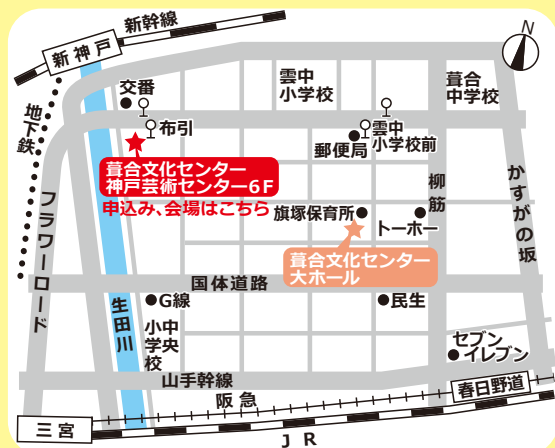 新幹線
新神戸
N
交番
雲中
小学校
葺合
中学校
地下鉄
布引
郵便局
雲中
小学校前
葺合文化センター
神戸芸術センター6F
申込み、会場はこちら
柳筋
かすがの坂
フラワーロード
旗塚保育所
トーホー
葺合文化センター
大ホール
国体道路
生田川
G線
民生
小中
学央
校
セブン
イレブン
山手幹線
阪急
春日野道
三宮
JR